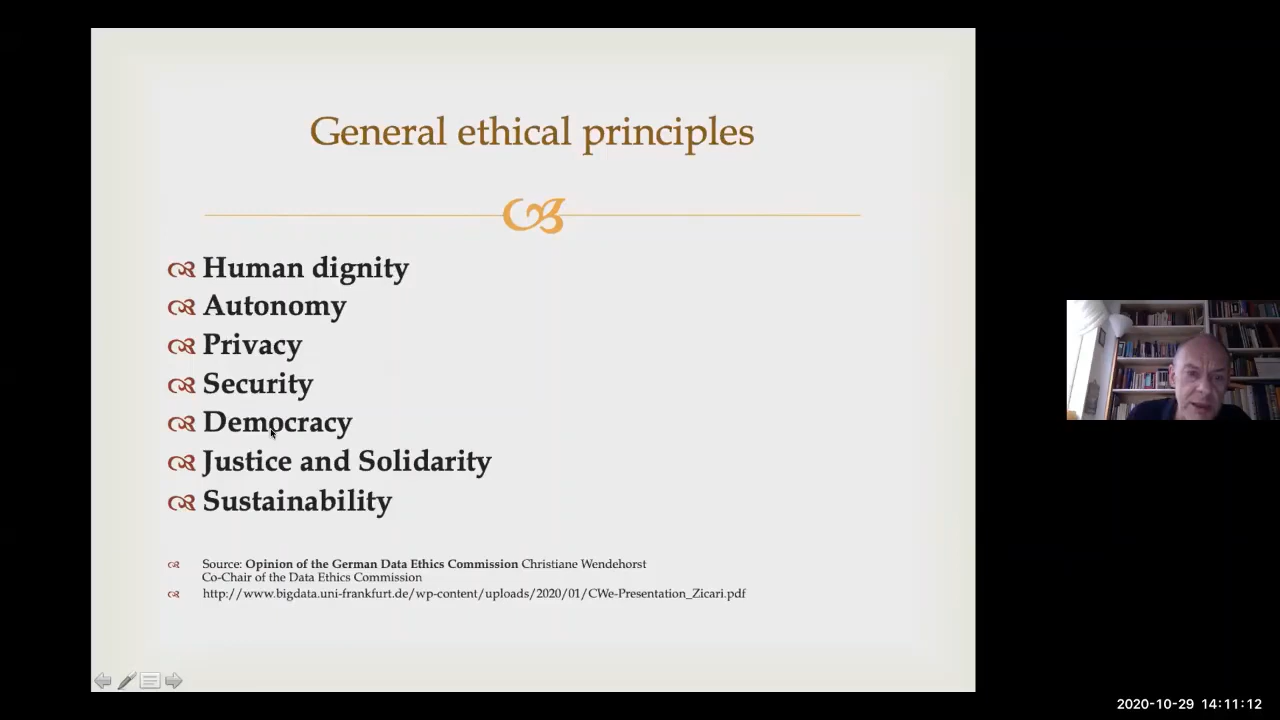 General ethical principles
Human dignity
Autonomy
Privacy
Security
Democracy
Justice and Solidarity
Sustainability
Source: Opinion of the German Data Ethics Commission Christiane Wendehorst
Co-Chair of the Data Ethics Commission
http://www.bigdata.uni-frankfurt.de/wp-content/uploads/2020/01/CWe-Presentation_Zicari.pdf
2020-10-29 14:11:12